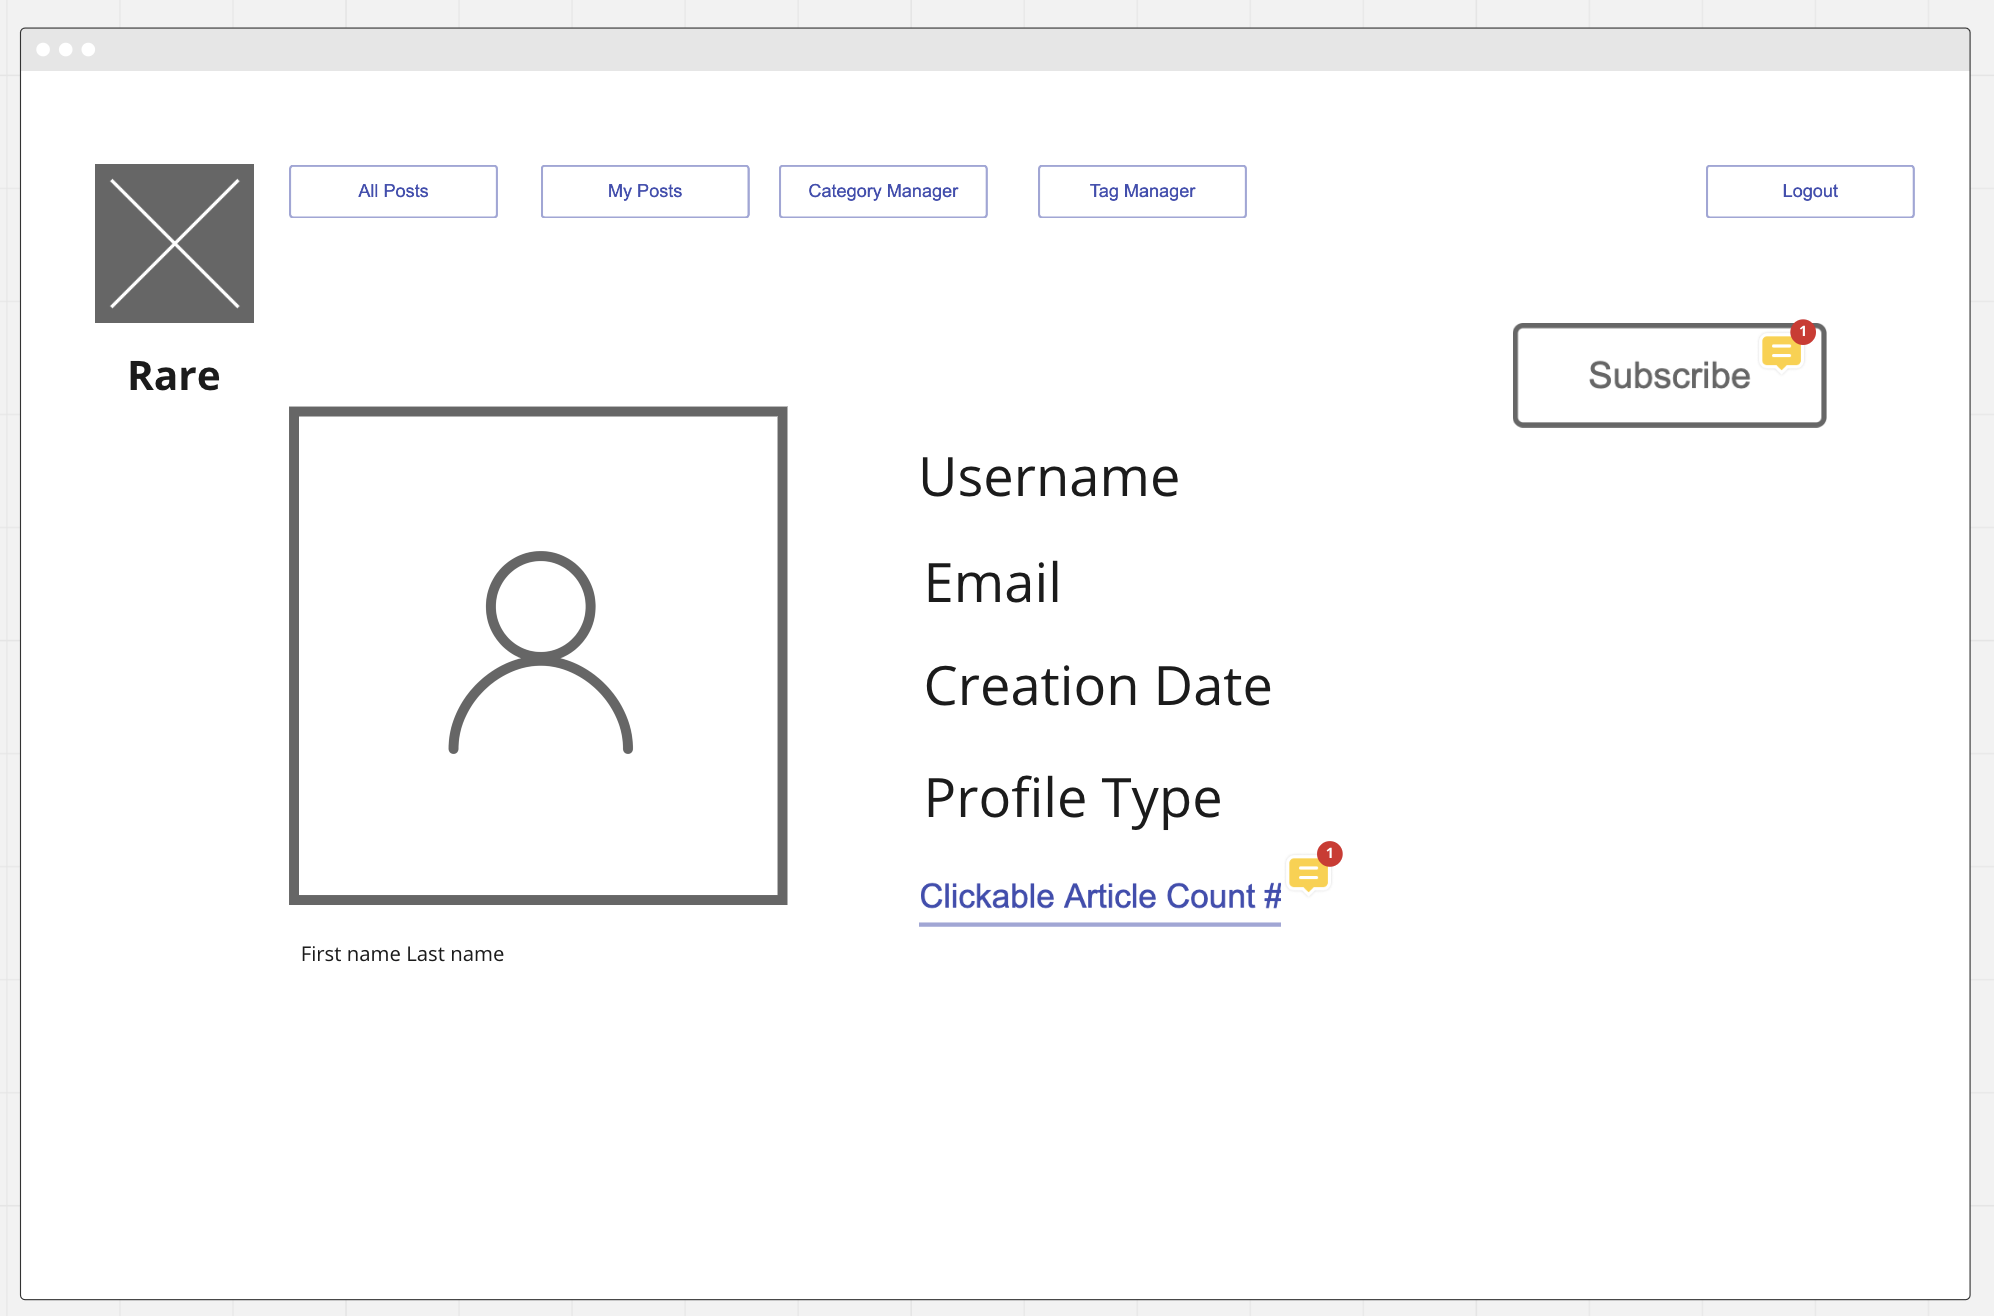 All Posts
My Posts
Category Manager
Tag Manager
Logout
Rare
Subscribe
1
Username
Email
Creation Date
Profile Type
1
Clickable Article Count #
First name Last name